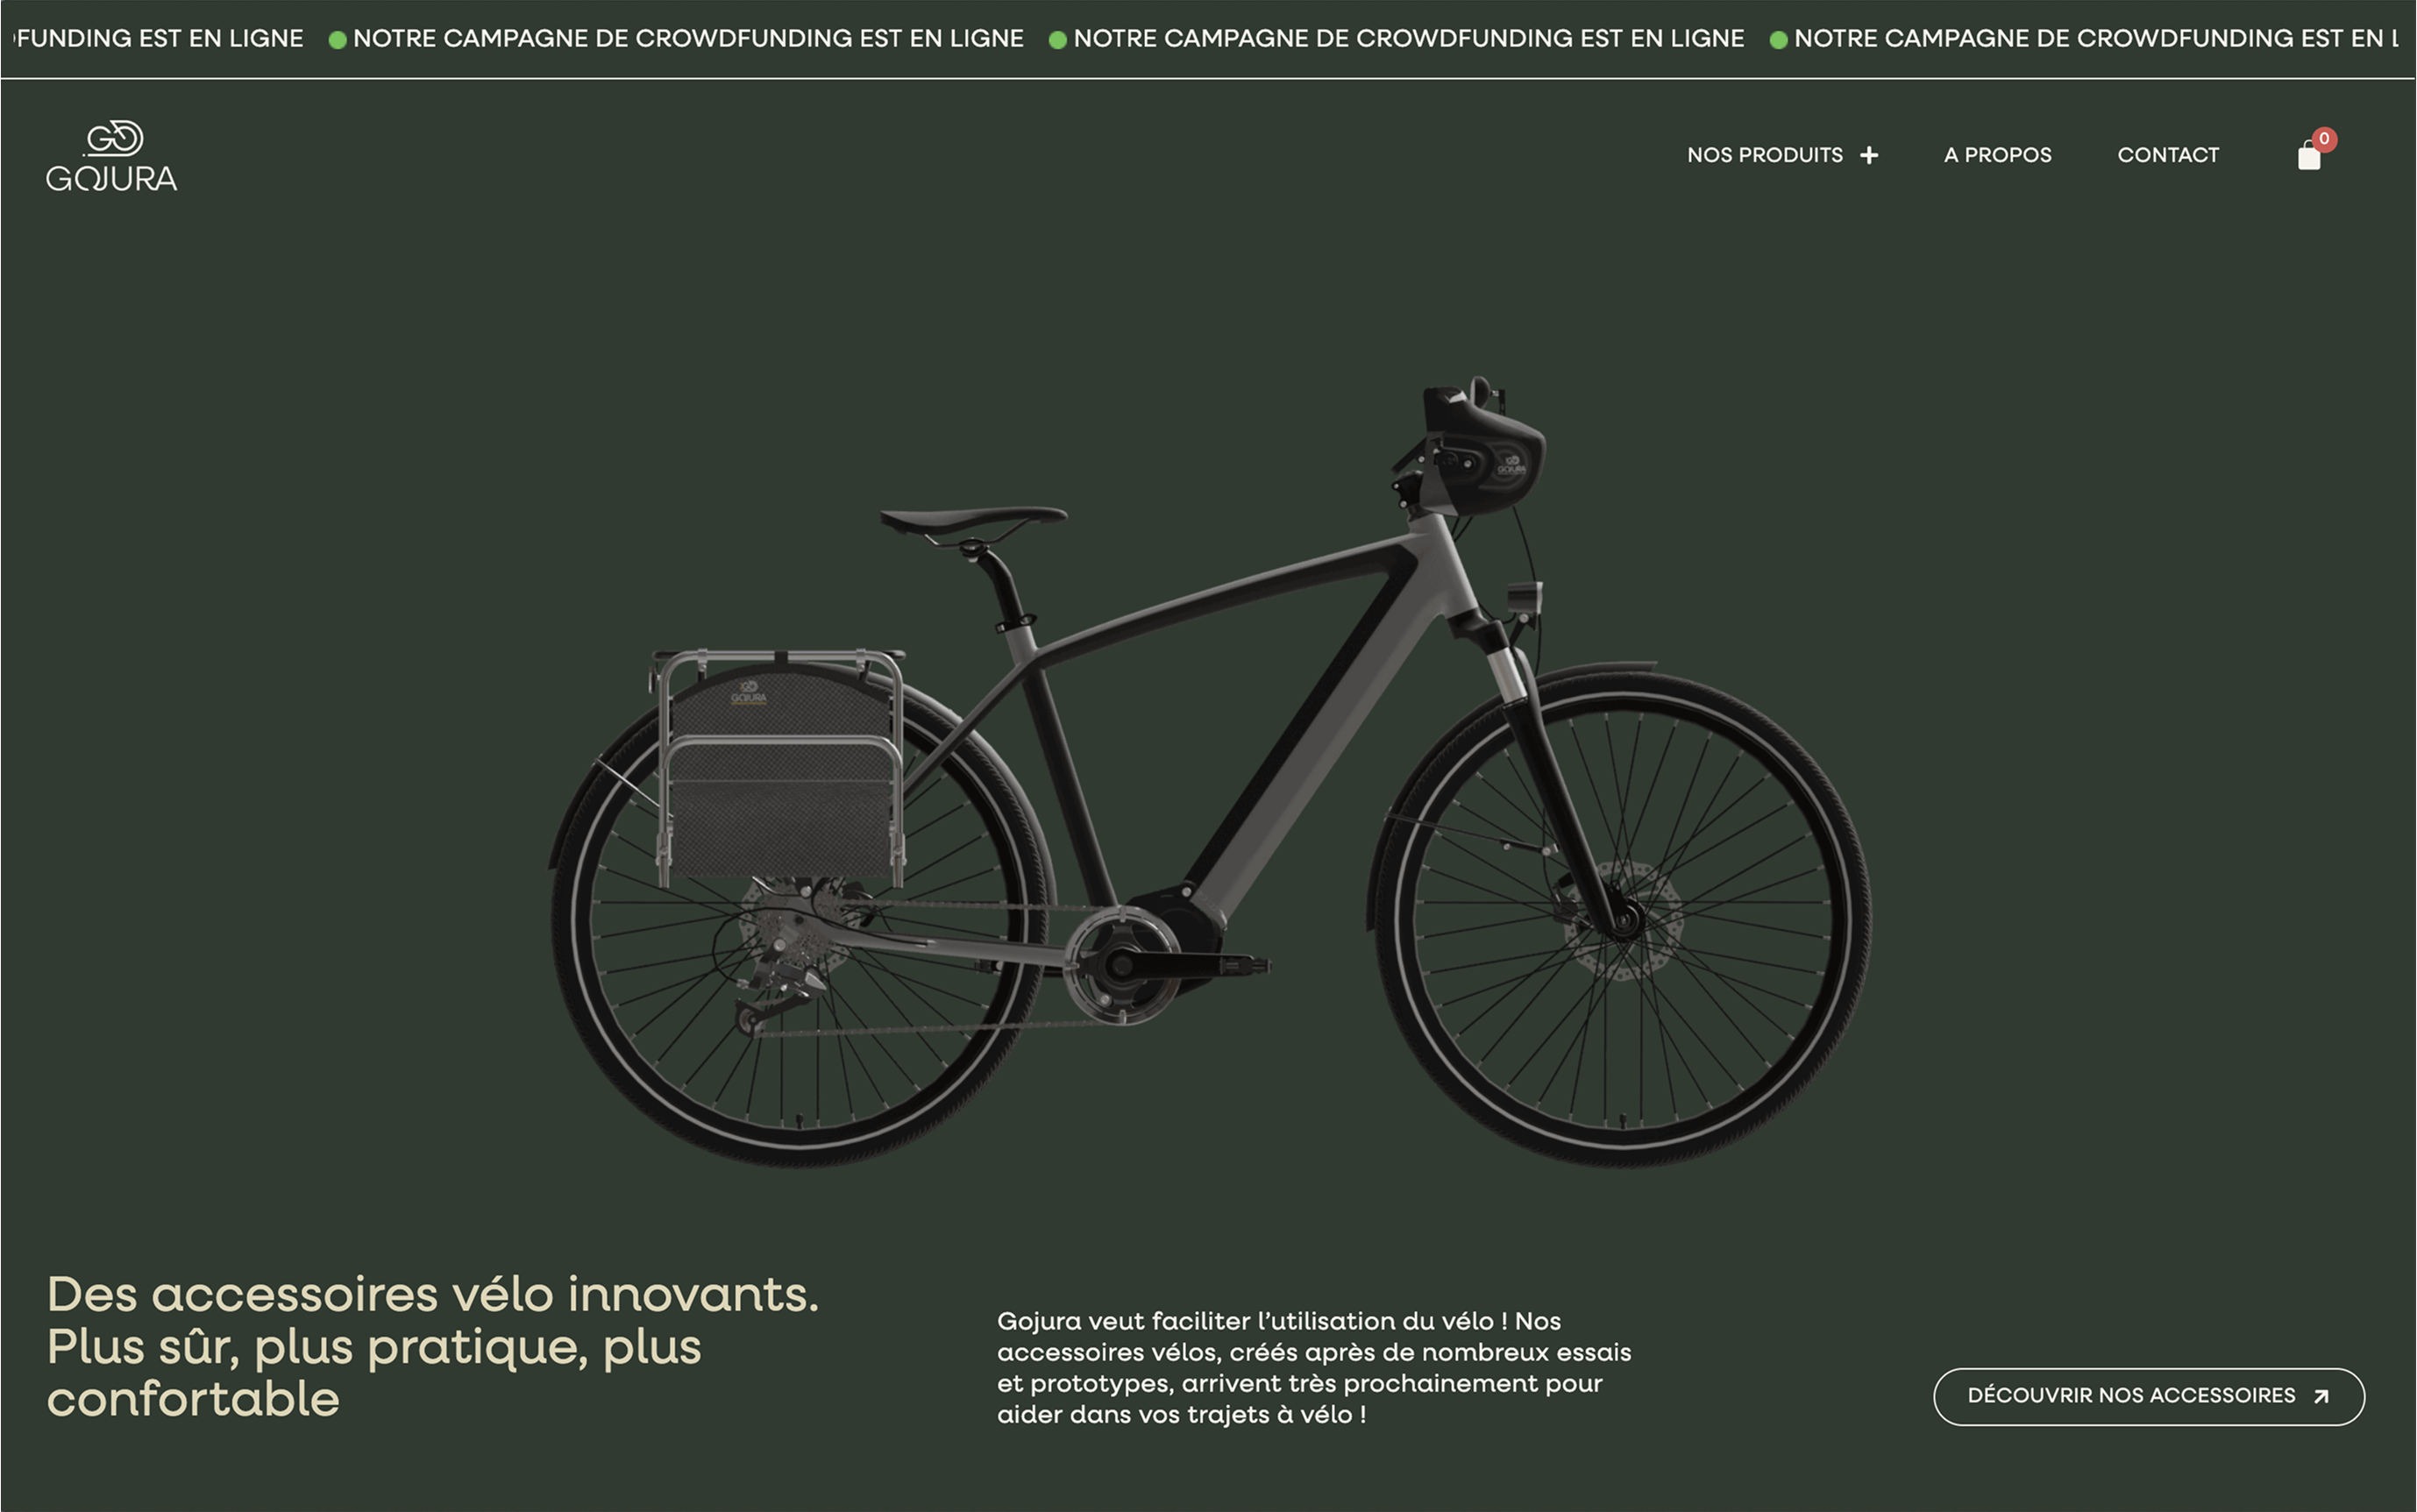 FUNDING EST EN LIGNE NOTRE CAMPAGNE DE CROWDFUNDING EST EN LIGNE NOTRE CAMPAGNE DE CROWDFUNDING EST EN LIGNE NOTRE CAMPAGNE DE CROWDFUNDING EST EN L
GO
GOJURA
NOS PRODUITS + A PROPOS CONTACT 0
GOJURA
GOJURA
Des accessoires vélo innovants.
Plus sûr, plus pratique, plus
confortable
Gojura veut faciliter l’utilisation du vélo ! Nos
accessoires vélos, créés après de nombreux essais
et prototypes, arrivent très prochainement pour
aider dans vos trajets à vélo !
DÉCOUVRIR NOS ACCESSOIRES